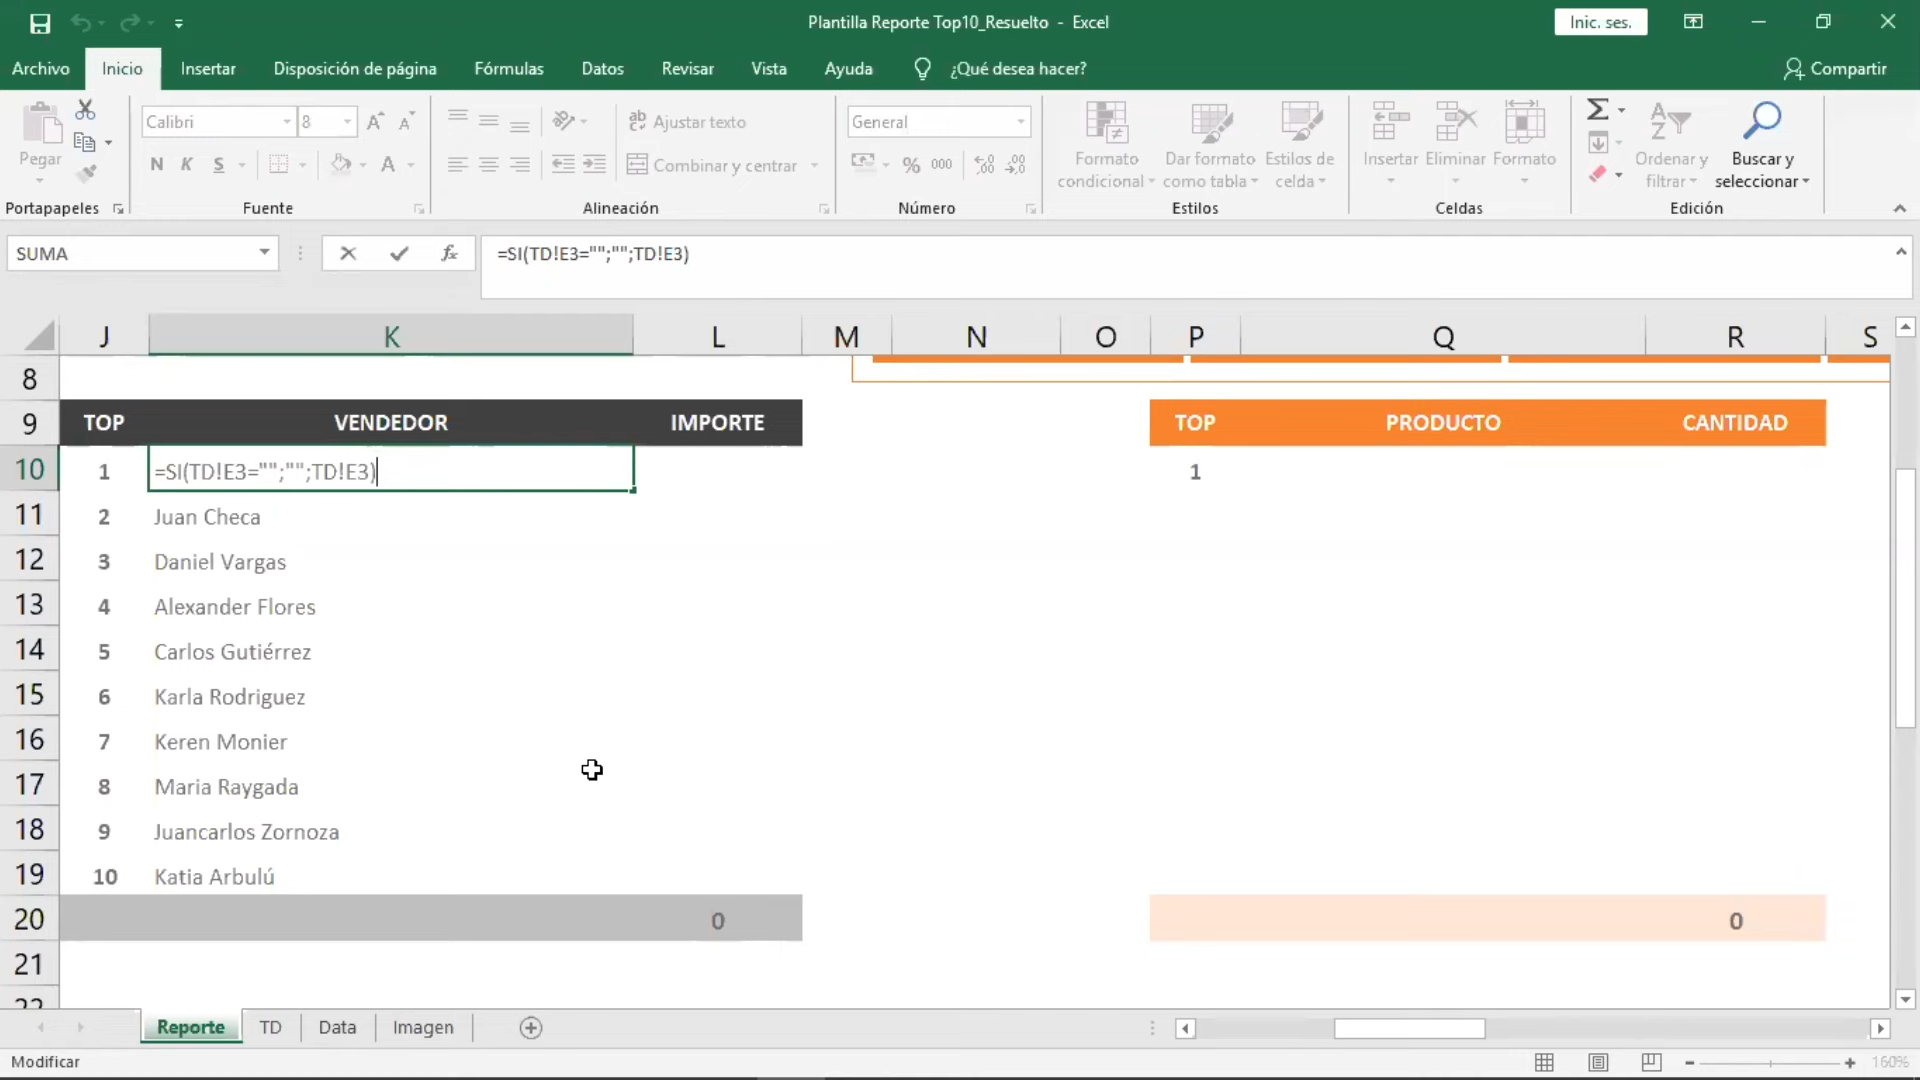 Plantilla Reporte Top10_Resuelto - Excel
Inic. ses.
Archivo Inicio Insertar Disposición de página Fórmulas Datos Revisar Vista Ayuda ¿Qué desea hacer? Compartir
Pegar
Portapapeles
Calibri 8
N K S
Fuente
Ajustar texto
Combinar y centrar
Alineación
General
% 000
Número
Formato condicional
Dar formato como tabla
Estilos de celda
Estilos
Insertar Eliminar Formato
Celdas
Ordenar y filtrar
Buscar y seleccionar
Edición
SUMA
=SI(TD!E3="";"";TD!E3)
J K L M N O P Q R S
8
9 TOP VENDEDOR IMPORTE TOP PRODUCTO CANTIDAD
10 1 =SI(TD!E3="";"";TD!E3) 1
11 2 Juan Checa
12 3 Daniel Vargas
13 4 Alexander Flores
14 5 Carlos Gutiérrez
15 6 Karla Rodriguez
16 7 Keren Monier
17 8 Maria Raygada
18 9 Juancarlos Zornoza
19 10 Katia Arbulú
20 0 0
21
22
Reporte TD Data Imagen
Modificar
160%